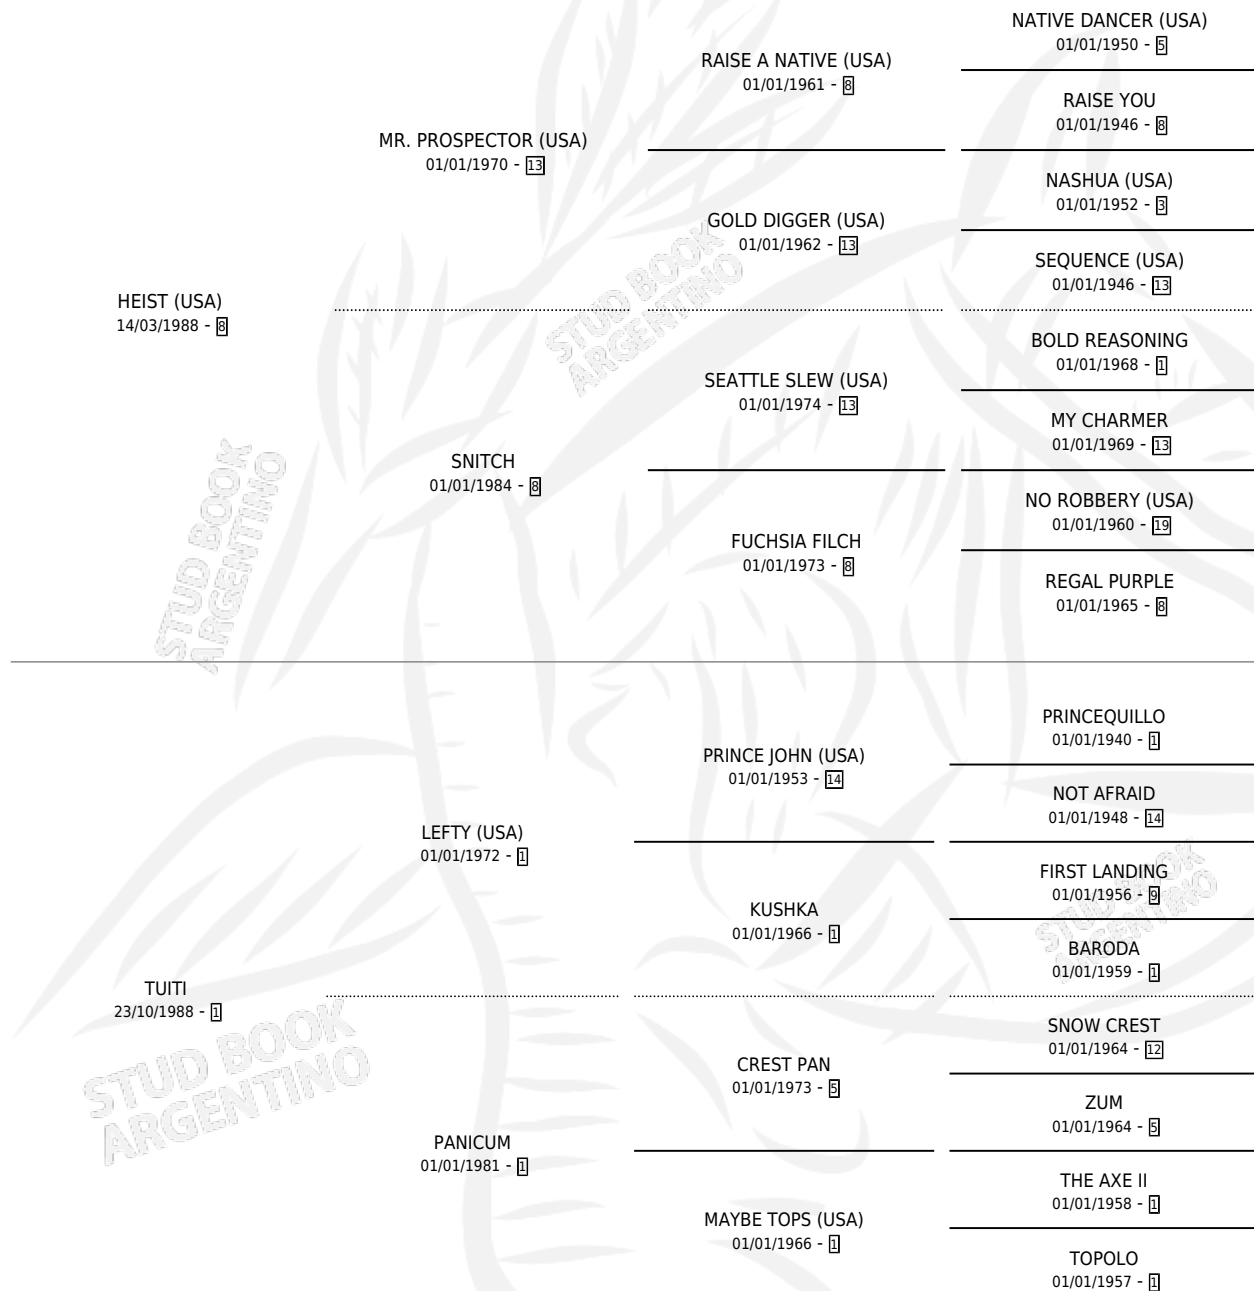 NATIVE DANCER (USA)
01/01/1950 - 5
RAISE A NATIVE (USA)
01/01/1961 - 8
RAISE YOU
01/01/1946 - 8
MR. PROSPECTOR (USA)
01/01/1970 - 13
NASHUA (USA)
01/01/1952 - 3
GOLD DIGGER (USA)
01/01/1962 - 13
SEQUENCE (USA)
01/01/1946 - 13
HEIST (USA)
14/03/1988 - 8
STUD BOOK
ARGENTINO
BOLD REASONING
01/01/1968 - 1
SEATTLE SLEW (USA)
01/01/1974 - 13
MY CHARMER
01/01/1969 - 13
SNITCH
01/01/1984 - 8
STUD BOOK
ARGENTINO
NO ROBBERY (USA)
01/01/1960 - 19
FUCHSIA FILCH
01/01/1973 - 8
REGAL PURPLE
01/01/1965 - 8
PRINCEQUILLO
01/01/1940 - 1
PRINCE JOHN (USA)
01/01/1953 - 14
NOT AFRAID
01/01/1948 - 14
LEFTY (USA)
01/01/1972 - 1
FIRST LANDING
01/01/1956 - 9
KUSHKA
01/01/1966 - 1
STUD BOOK
ARGENTINO
BARODA
01/01/1959 - 1
TUITI
23/10/1988 - 1
STUD BOOK
ARGENTINO
SNOW CREST
01/01/1964 - 12
CREST PAN
01/01/1973 - 5
ZUM
01/01/1964 - 5
PANICUM
01/01/1981 - 1
THE AXE II
01/01/1958 - 1
MAYBE TOPS (USA)
01/01/1966 - 1
TOPOLO
01/01/1957 - 1